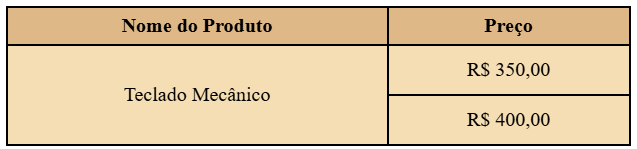 Nome do Produto Preço
R$ 350,00
Teclado Mecânico
R$ 400,00